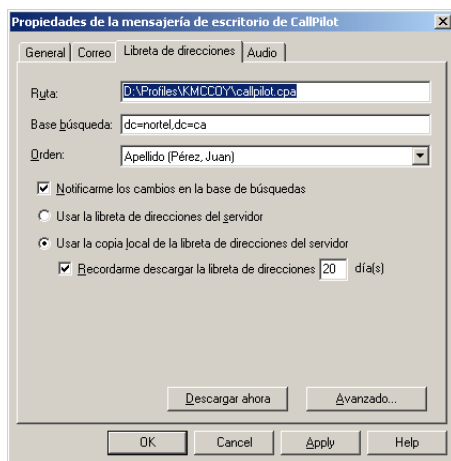 Propiedades de la mensajería de escritorio de CallPilot
General Correo Libreta de direcciones Audio
Ruta: D:\Profiles\KMCCOY\callpilot.cpa
Base búsqueda: dc=nortel,dc=ca
Orden: Apellido (Pérez, Juan)
Notificarme los cambios en la base de búsquedas
Usar la libreta de direcciones del servidor
Usar la copia local de la libreta de direcciones del servidor
Recordarme descargar la libreta de direcciones 20 día(s)
Descargar ahora Avanzado...
OK Cancel Apply Help